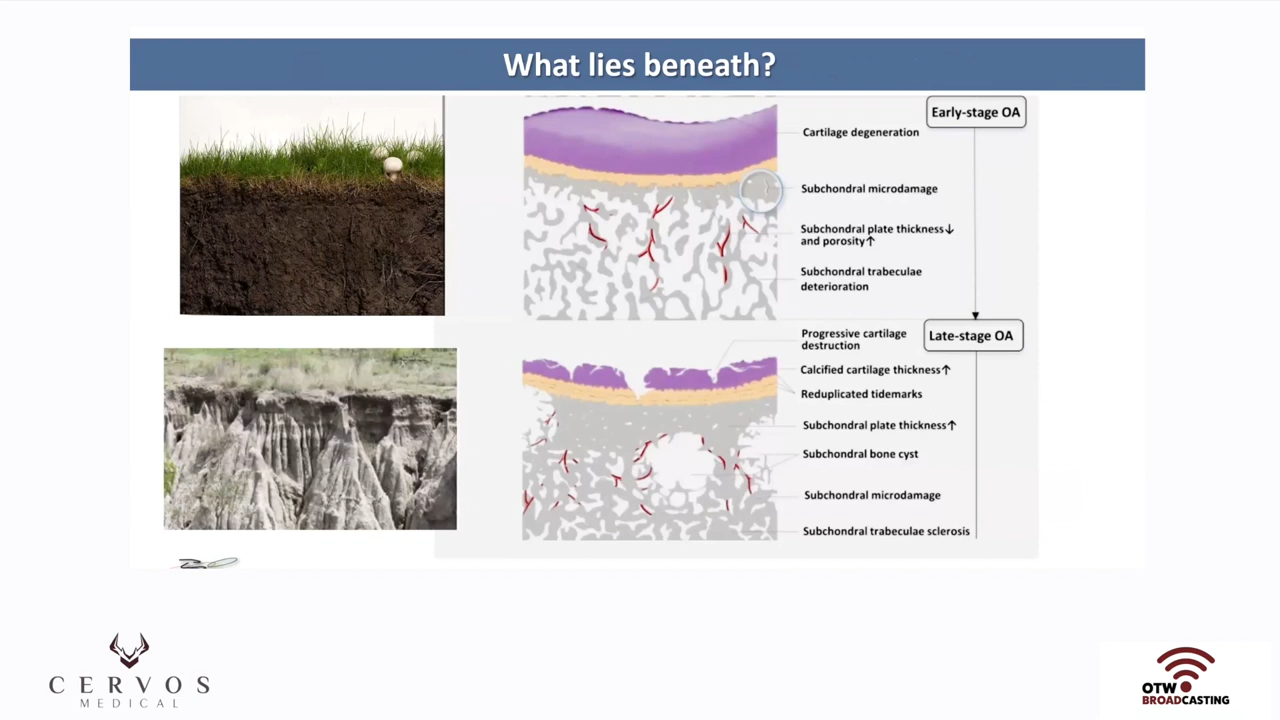 What lies beneath?
Early-stage OA
Cartilage degeneration
Subchondral microdamage
Subchondral plate thickness↓
and porosity↑
Subchondral trabeculae
deterioration
Late-stage OA
Progressive cartilage
destruction
Calcified cartilage thickness↑
Reduplicated tidemarks
Subchondral plate thickness↑
Subchondral bone cyst
Subchondral microdamage
Subchondral trabeculae sclerosis
CERVOS
MEDICAL
OTW
BROADCASTING